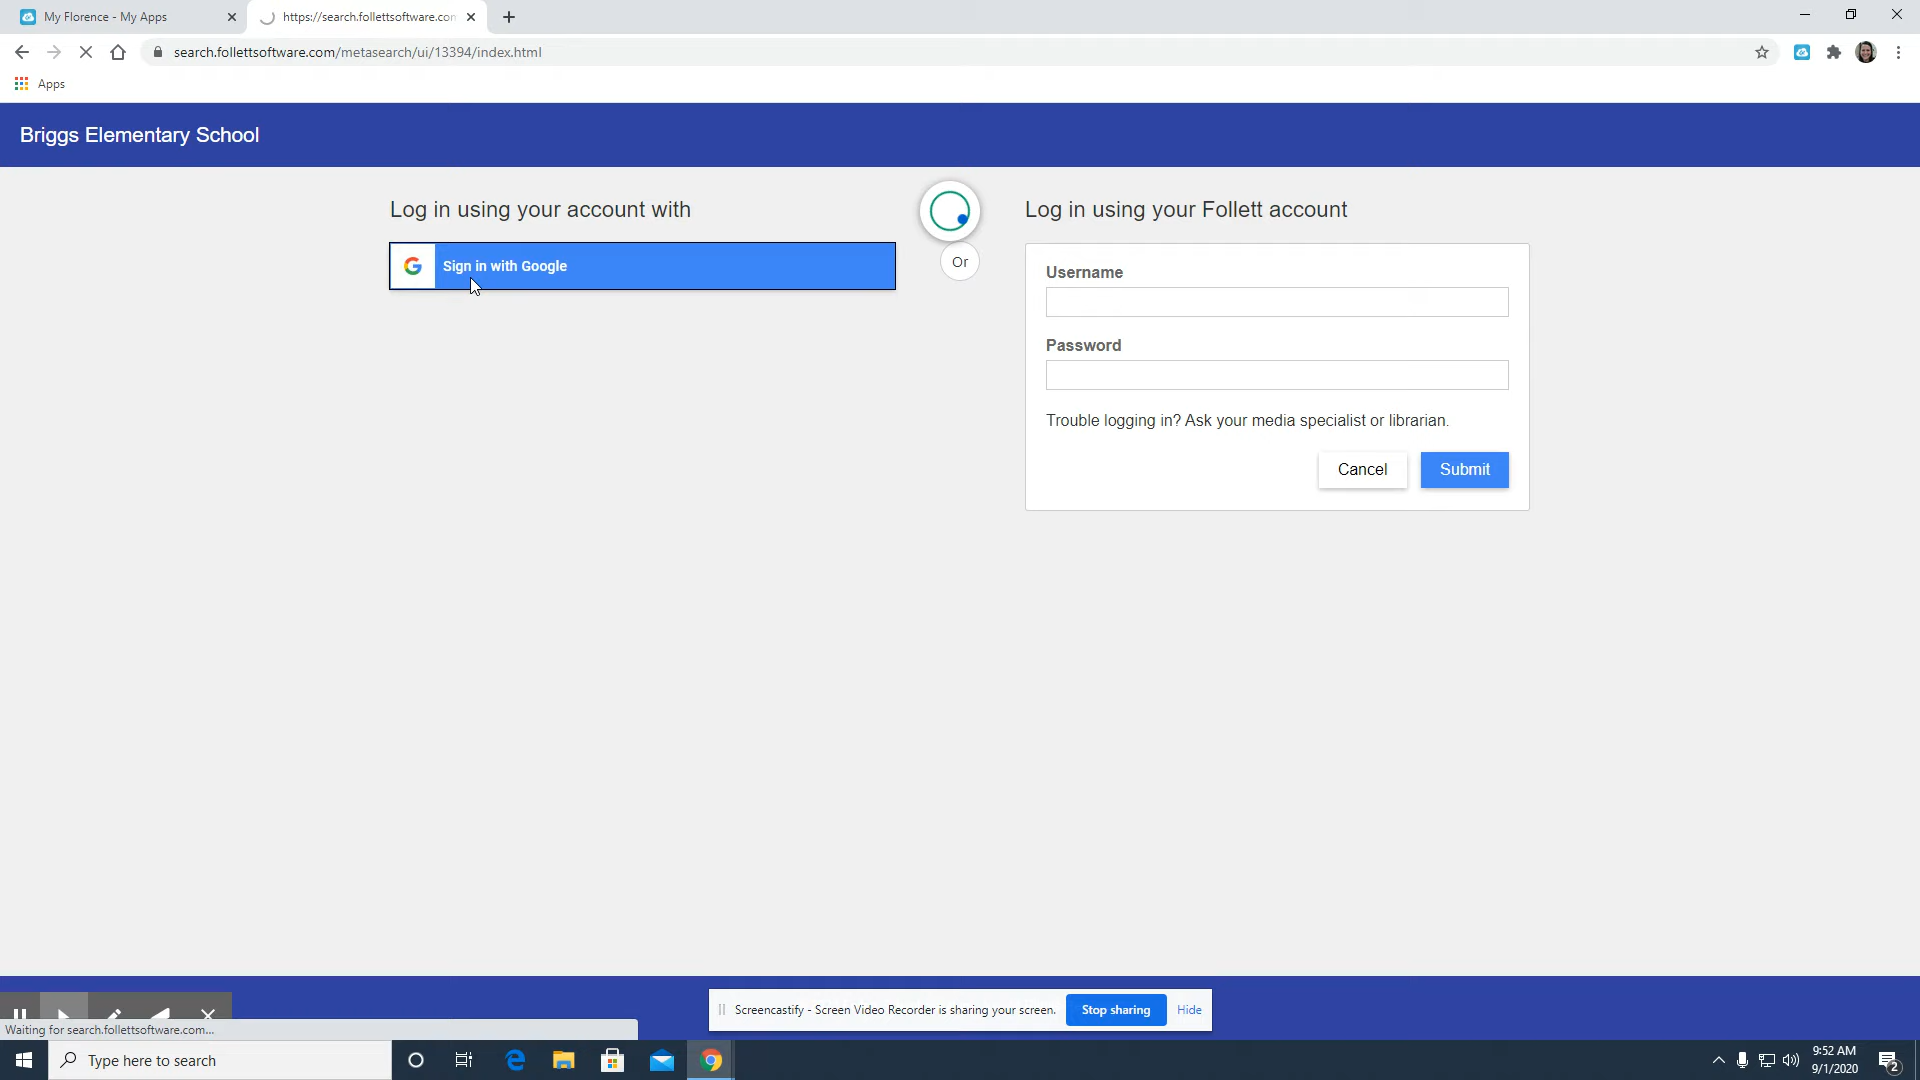 My Florence - My Apps
https://search.follettsoftware.con
search.follettsoftware.com/metasearch/ui/13394/index.html
Apps
Briggs Elementary School
Log in using your account with
Sign in with Google
Or
Log in using your Follett account
Username
Password
Trouble logging in? Ask your media specialist or librarian.
Cancel
Submit
Screencastify - Screen Video Recorder is sharing your screen.
Stop sharing
Hide
Waiting for search.follettsoftware.com...
Type here to search
9:52 AM
9/1/2020
2